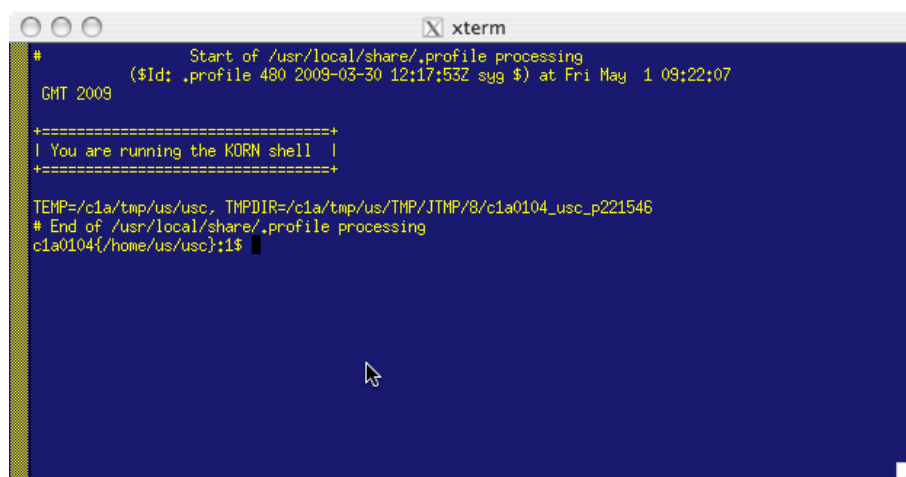 xterm
# Start of /usr/local/share/.profile processing
($Id: .profile 480 2009-03-30 12:17:53Z syg $) at Fri May 1 09:22:07
GMT 2009
+=================================+
| You are running the KORN shell |
+=================================+
TEMP=/c1a/tmp/us/usc, TMPDIR=/c1a/tmp/us/TMP/JTMP/8/c1a0104_usc_p221546
# End of /usr/local/share/.profile processing
c1a0104{/home/us/usc}:1$